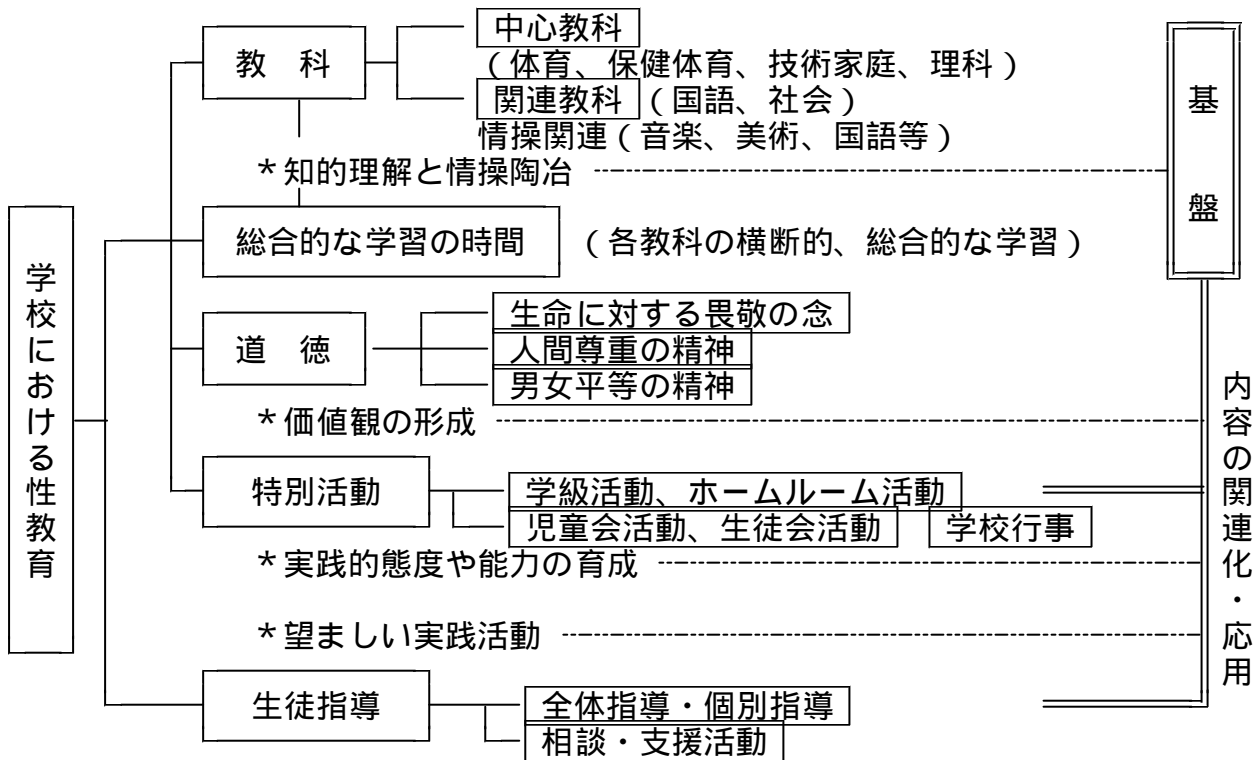 中心教科
教　科
（体育、保健体育、技術家庭、理科）
関連教科（国語、社会）
情操関連（音楽、美術、国語等）
＊知的理解と情操陶冶
基盤
総合的な学習の時間　（各教科の横断的、総合的な学習）
学校における性教育
生命に対する畏敬の念
道　徳　人間尊重の精神
男女平等の精神
＊価値観の形成
内容の関連化・応用
特別活動　学級活動、ホームルーム活動
児童会活動、生徒会活動　学校行事
＊実践的態度や能力の育成
＊望ましい実践活動
生徒指導　全体指導・個別指導
相談・支援活動